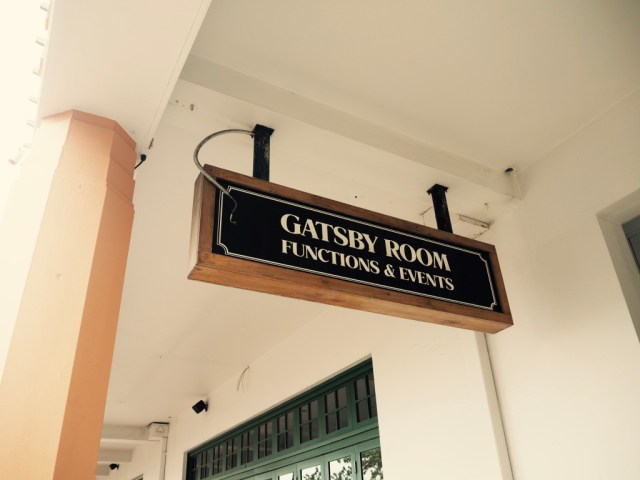 GATSBY ROOM
FUNCTIONS & EVENTS